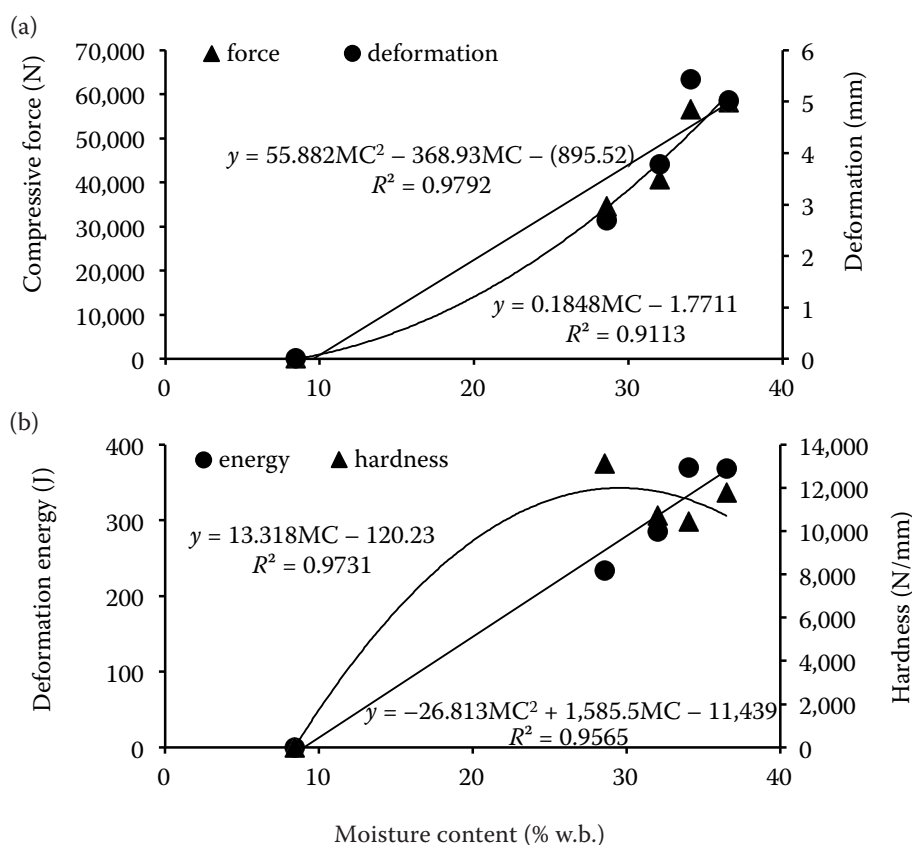 (a)
70,000
60,000
50,000
40,000
30,000
20,000
10,000
0
Compressive force (N)
force
deformation
y = 55.882MC² – 368.93MC – (895.52)
R² = 0.9792
y = 0.1848MC – 1.7711
R² = 0.9113
6
5
4
3
2
1
0
Deformation (mm)
0 10 20 30 40
(b)
400
300
200
100
0
Deformation energy (J)
energy
hardness
y = 13.318MC – 120.23
R² = 0.9731
y = –26.813MC² + 1,585.5MC – 11,439
R² = 0.9565
14,000
12,000
10,000
8,000
6,000
4,000
2,000
0
Hardness (N/mm)
0 10 20 30 40
Moisture content (% w.b.)